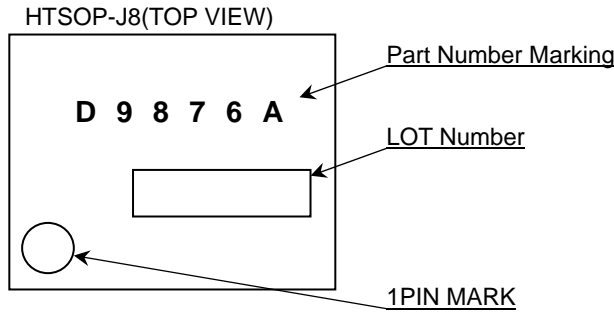 HTSOP-J8(TOP VIEW)
Part Number Marking
D 9 8 7 6 A
LOT Number
1PIN MARK